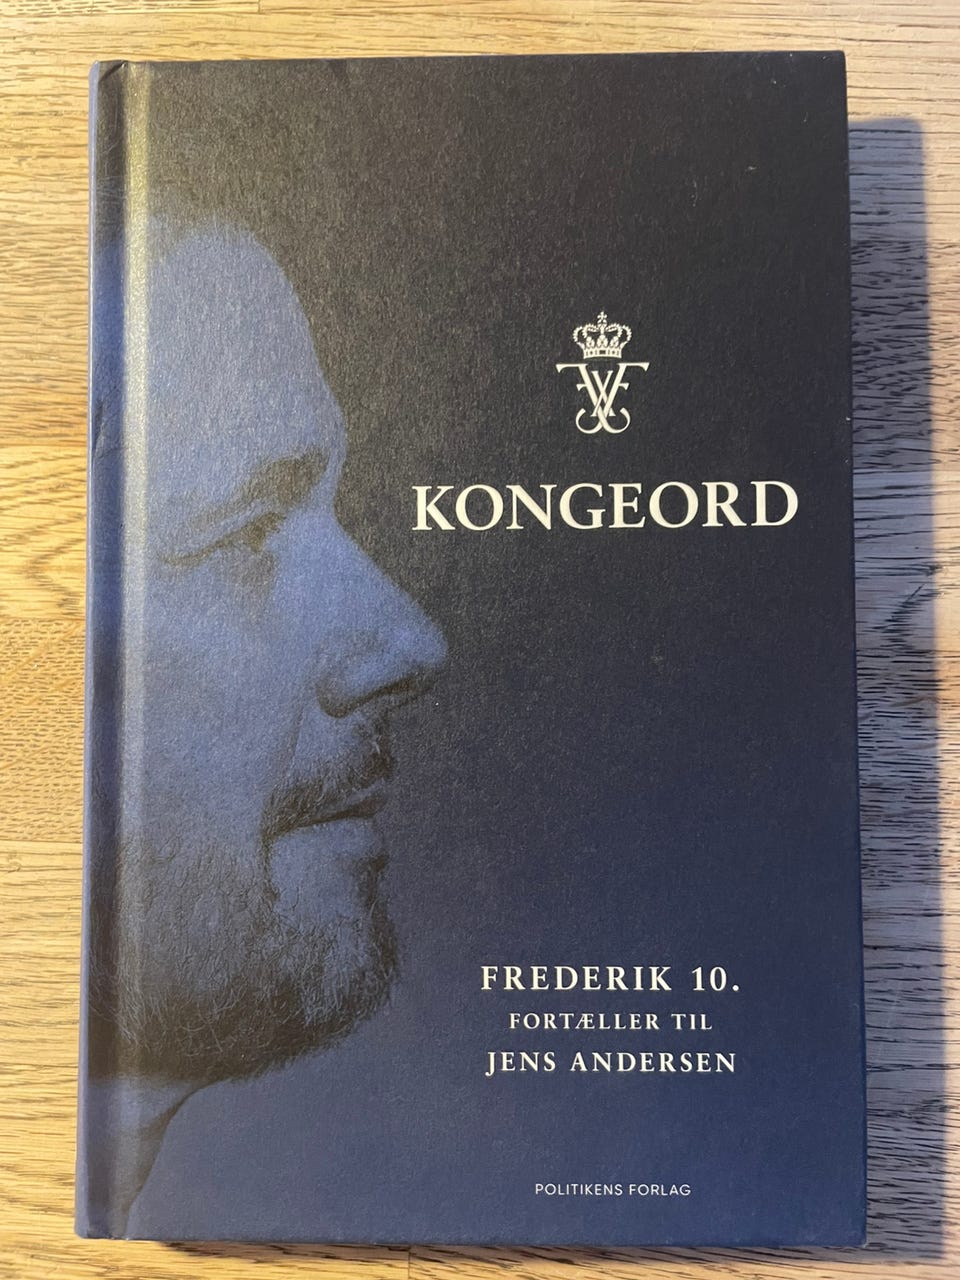 KONGEORD
FREDERIK 10.
FORTÆLLER TIL
JENS ANDERSEN
POLITIKENS FORLAG